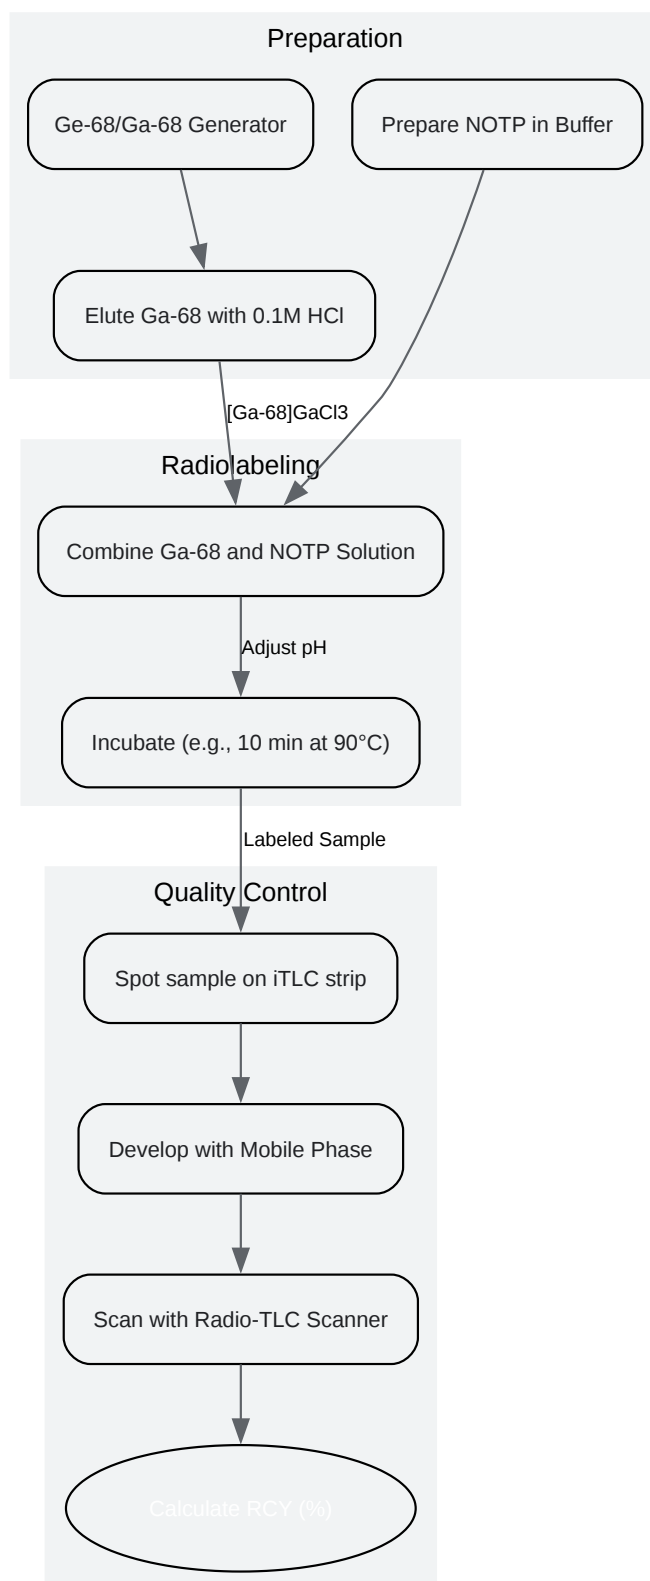 Preparation
Ge-68/Ga-68 Generator
Prepare NOTP in Buffer
Elute Ga-68 with 0.1M HCl
[Ga-68]GaCl3
Radiolabeling
Combine Ga-68 and NOTP Solution
Adjust pH
Incubate (e.g., 10 min at 90°C)
Labeled Sample
Quality Control
Spot sample on iTLC strip
Develop with Mobile Phase
Scan with Radio-TLC Scanner
Calculate RCY (%)